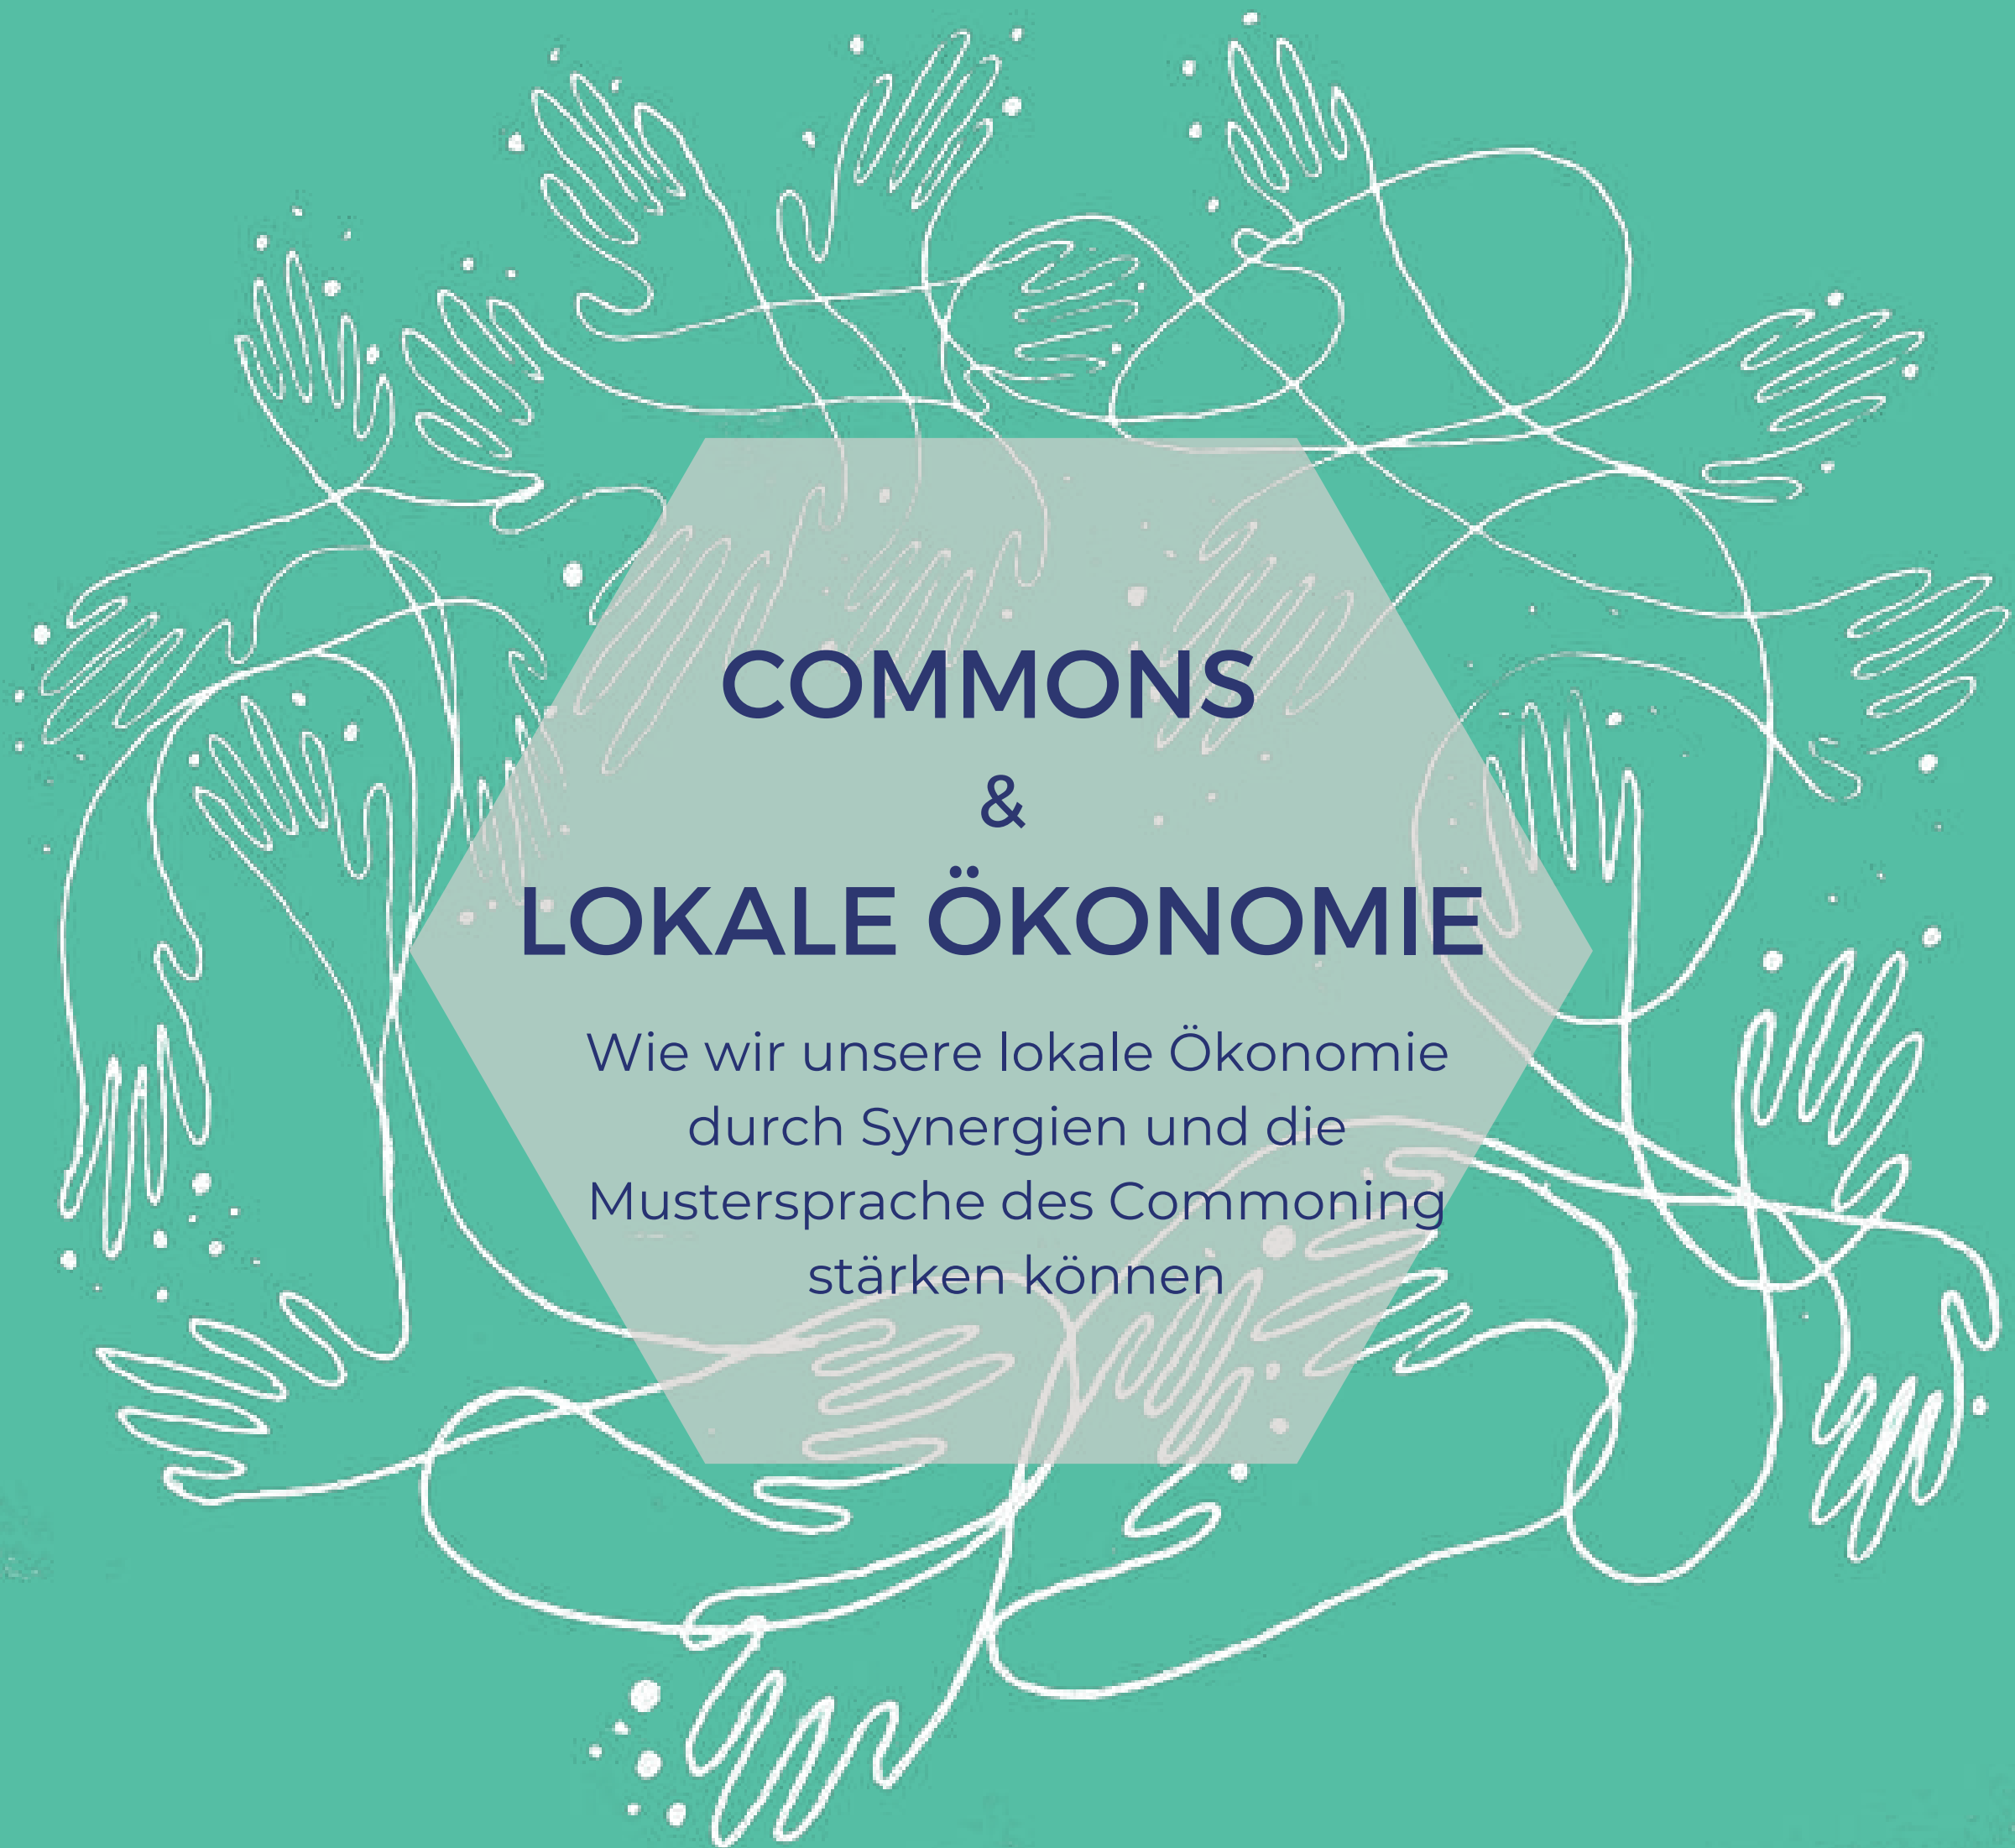 COMMONS
&
LOKALE ÖKONOMIE
Wie wir unsere lokale Ökonomie
durch Synergien und die
Mustersprache des Commoning
stärken können